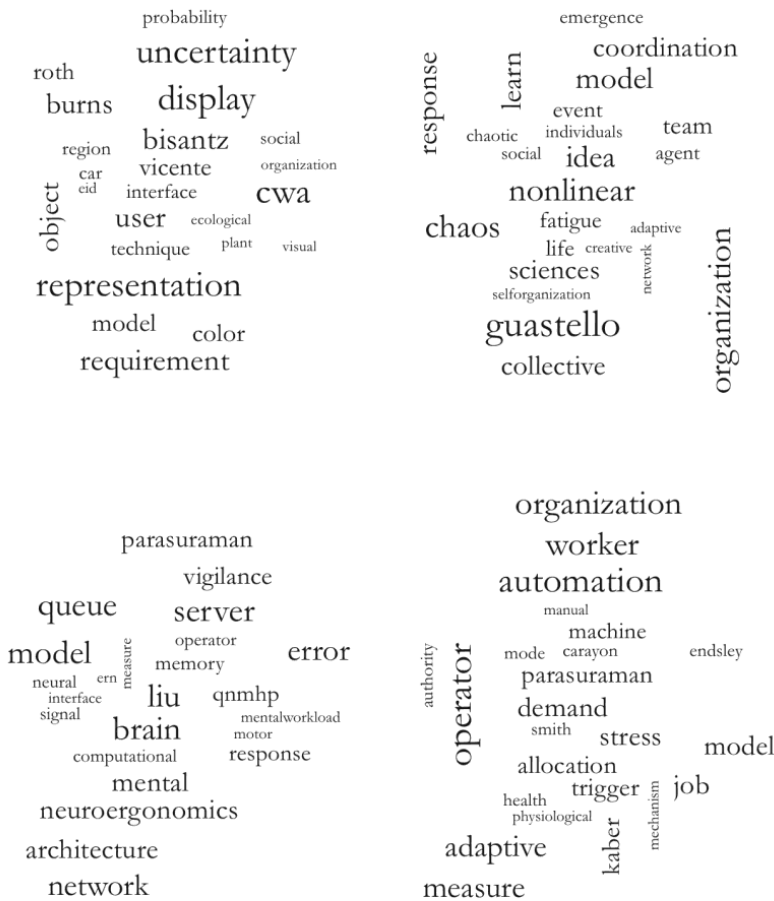 probability
uncertainty
roth
display
burns
bisantz
social
region
vicente
organization
car
eid
interface
cwa
object
user
ecological
technique
plant
visual
representation
model
color
requirement
emergence
coordination
response
learn
model
event
chaotic
individuals
team
social
idea
agent
nonlinear
chaos
fatigue
adaptive
life
creative
network
sciences
selforganization
organization
guastello
collective
parasuraman
vigilance
queue
server
model
measure
operator
error
memory
neural
ern
interface
liu
qnmhp
signal
mentalworkload
brain
motor
computational
response
mental
neuroergonomics
architecture
network
organization
worker
automation
manual
machine
authority
operator
mode
carayon
endsley
parasuraman
demand
smith
stress
model
allocation
trigger
job
health
physiological
mechanism
kaber
adaptive
measure